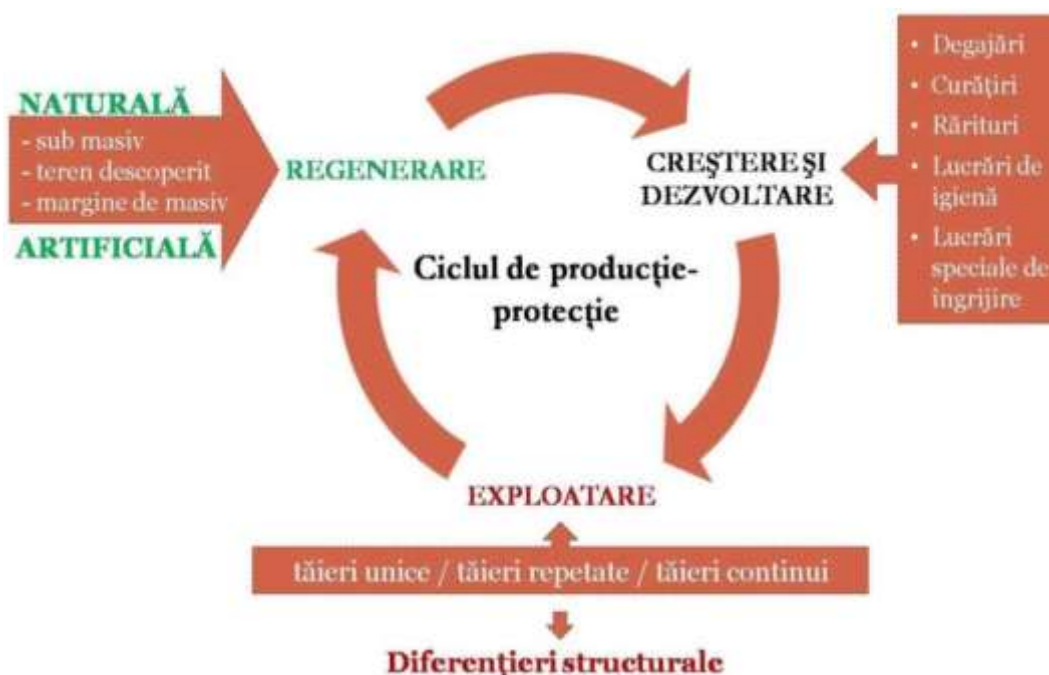 NATURALĂ
- sub masiv
- teren descoperit
- margine de masiv
ARTIFICIALĂ
REGENERARE
CREŞTERE ŞI
DEZVOLTARE
• Degajări
• Curăţiri
• Rărituri
• Lucrări de
igienă
• Lucrări
speciale de
îngrijire
Ciclul de producţie-
protecţie
EXPLOATARE
tăieri unice / tăieri repetate / tăieri continui
Diferenţieri structurale